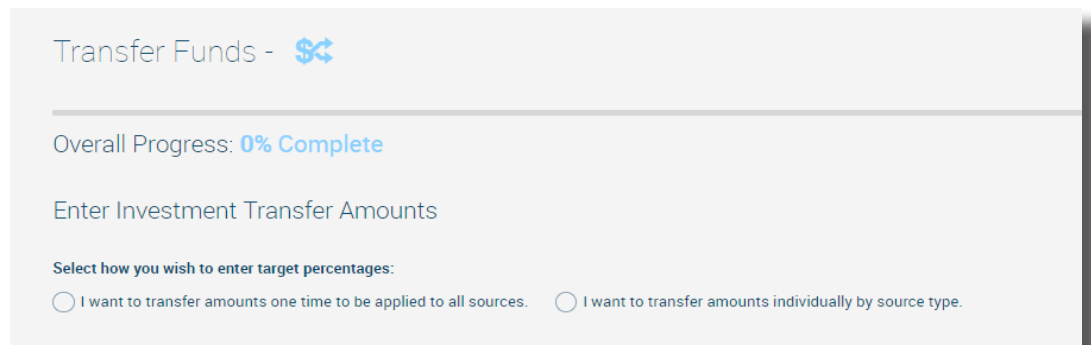 Transfer Funds -
Overall Progress: 0% Complete
Enter Investment Transfer Amounts
Select how you wish to enter target percentages:
I want to transfer amounts one time to be applied to all sources. I want to transfer amounts individually by source type.